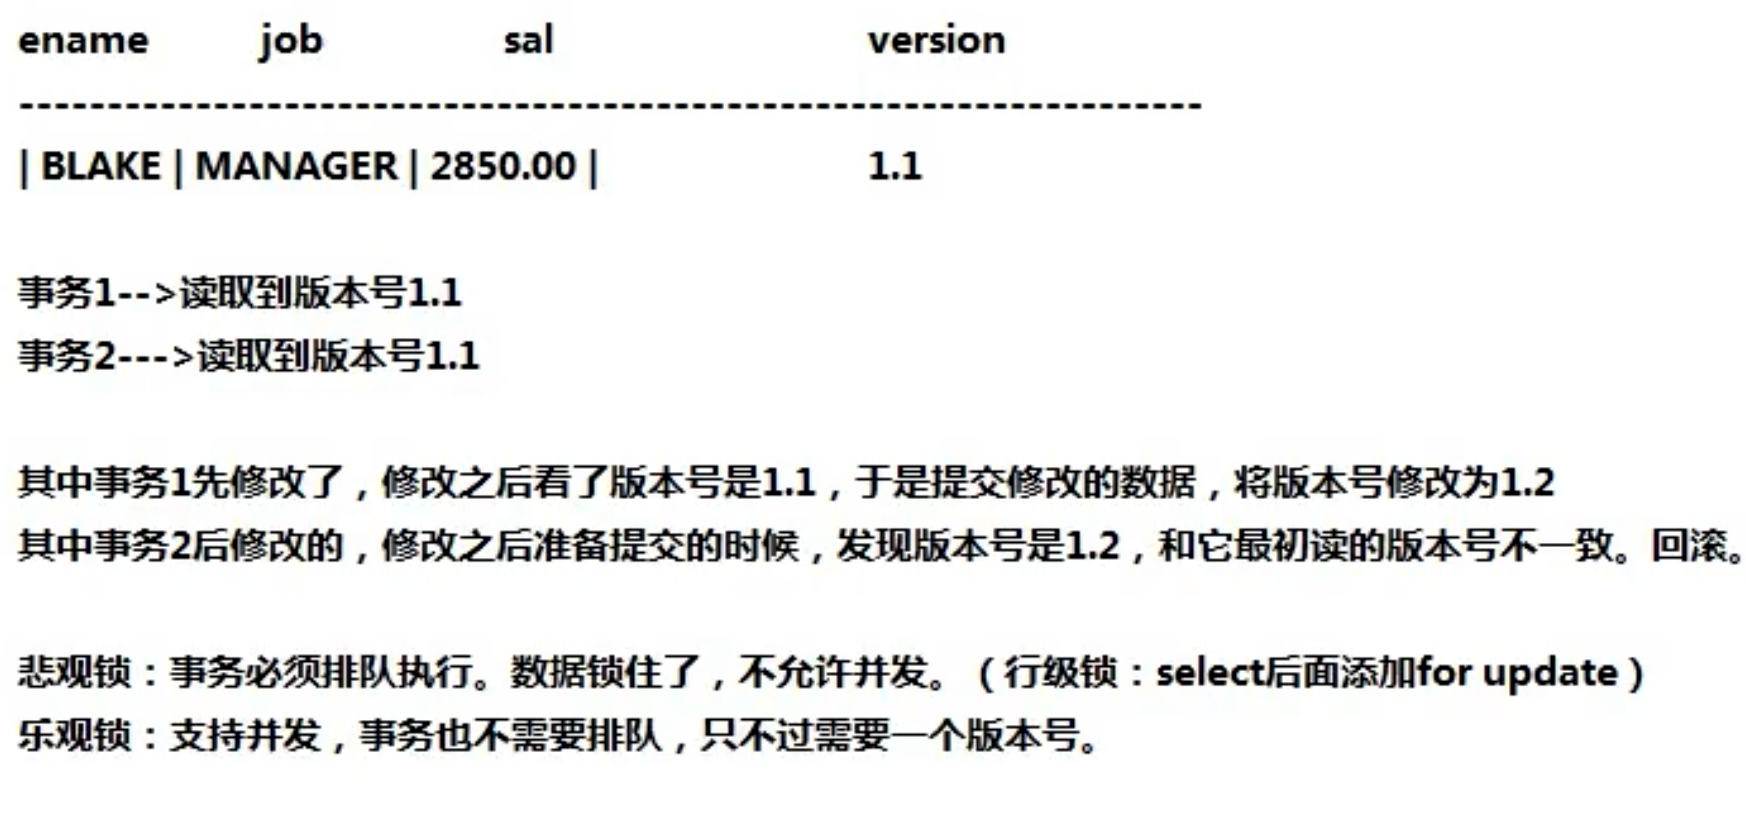 ename job sal version
--------------------------------------------------------------------
| BLAKE | MANAGER | 2850.00 | 1.1
事务1-->读取到版本号1.1
事务2--->读取到版本号1.1
其中事务1先修改了，修改之后看了版本号是1.1，于是提交修改的数据，将版本号修改为1.2
其中事务2后修改的，修改之后准备提交的时候，发现版本号是1.2，和它最初读的版本号不一致。回滚。
悲观锁：事务必须排队执行。数据锁住了，不允许并发。（行级锁：select后面添加for update）
乐观锁：支持并发，事务也不需要排队，只不过需要一个版本号。